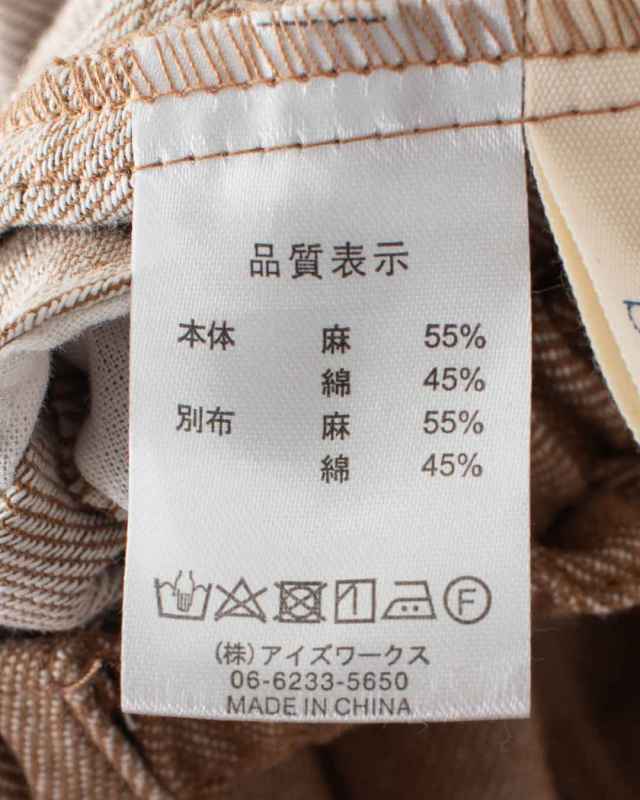 品質表示
本体 麻 55%
綿 45%
別布 麻 55%
綿 45%
F
(株)アイズワークス
06-6233-5650
MADE IN CHINA